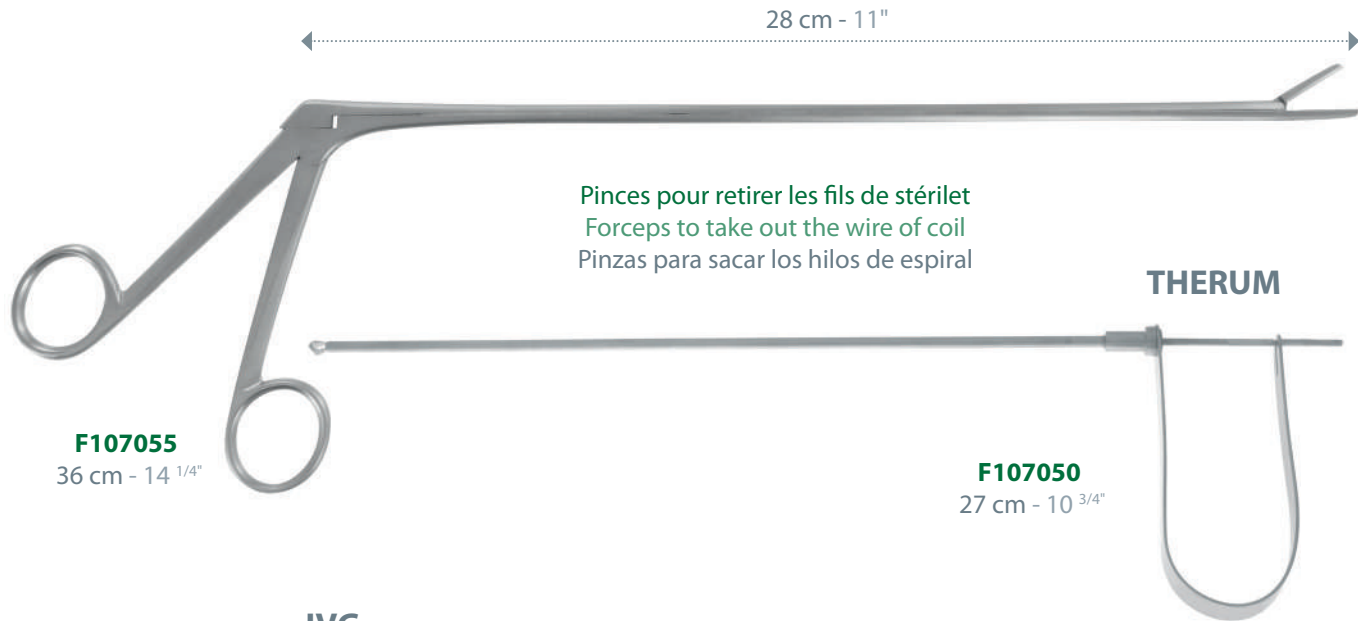 28 cm - 11"
Pinces pour retirer les fils de stérilet
Forceps to take out the wire of coil
Pinzas para sacar los hilos de espiral
THERUM
F107055
36 cm - 14 1/4"
F107050
27 cm - 10 3/4"